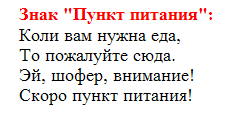 Знак "Пункт питания":
Коли вам нужна еда,
То пожалуйте сюда.
Эй, шофер, внимание!
Скоро пункт питания!